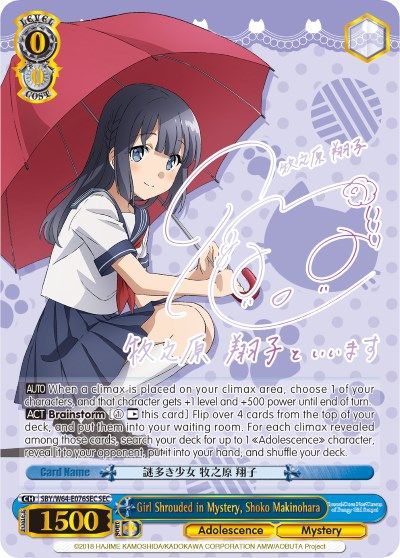 LEVEL
0
0
COST
牧之原 翔子
牧之原 翔子といいます
AUTO When a climax is placed on your climax area, choose 1 of your
characters, and that character gets +1 level and +500 power until end of turn.
ACT Brainstorm [① this card] Flip over 4 cards from the top of your
deck, and put them into your waiting room. For each climax revealed
among those cards, search your deck for up to 1 «Adolescence» character,
reveal it to your opponent, put it into your hand, and shuffle your deck.
Card Name
謎多き少女 牧之原 翔子
CH SBY/W64-E076SEC SEC
Girl Shrouded in Mystery, Shoko Makinohara
1500
Adolescence
Mystery
©2018 HAJIME KAMOSHIDA/KADOKAWA CORPORATION AMW/AOBUTA Project